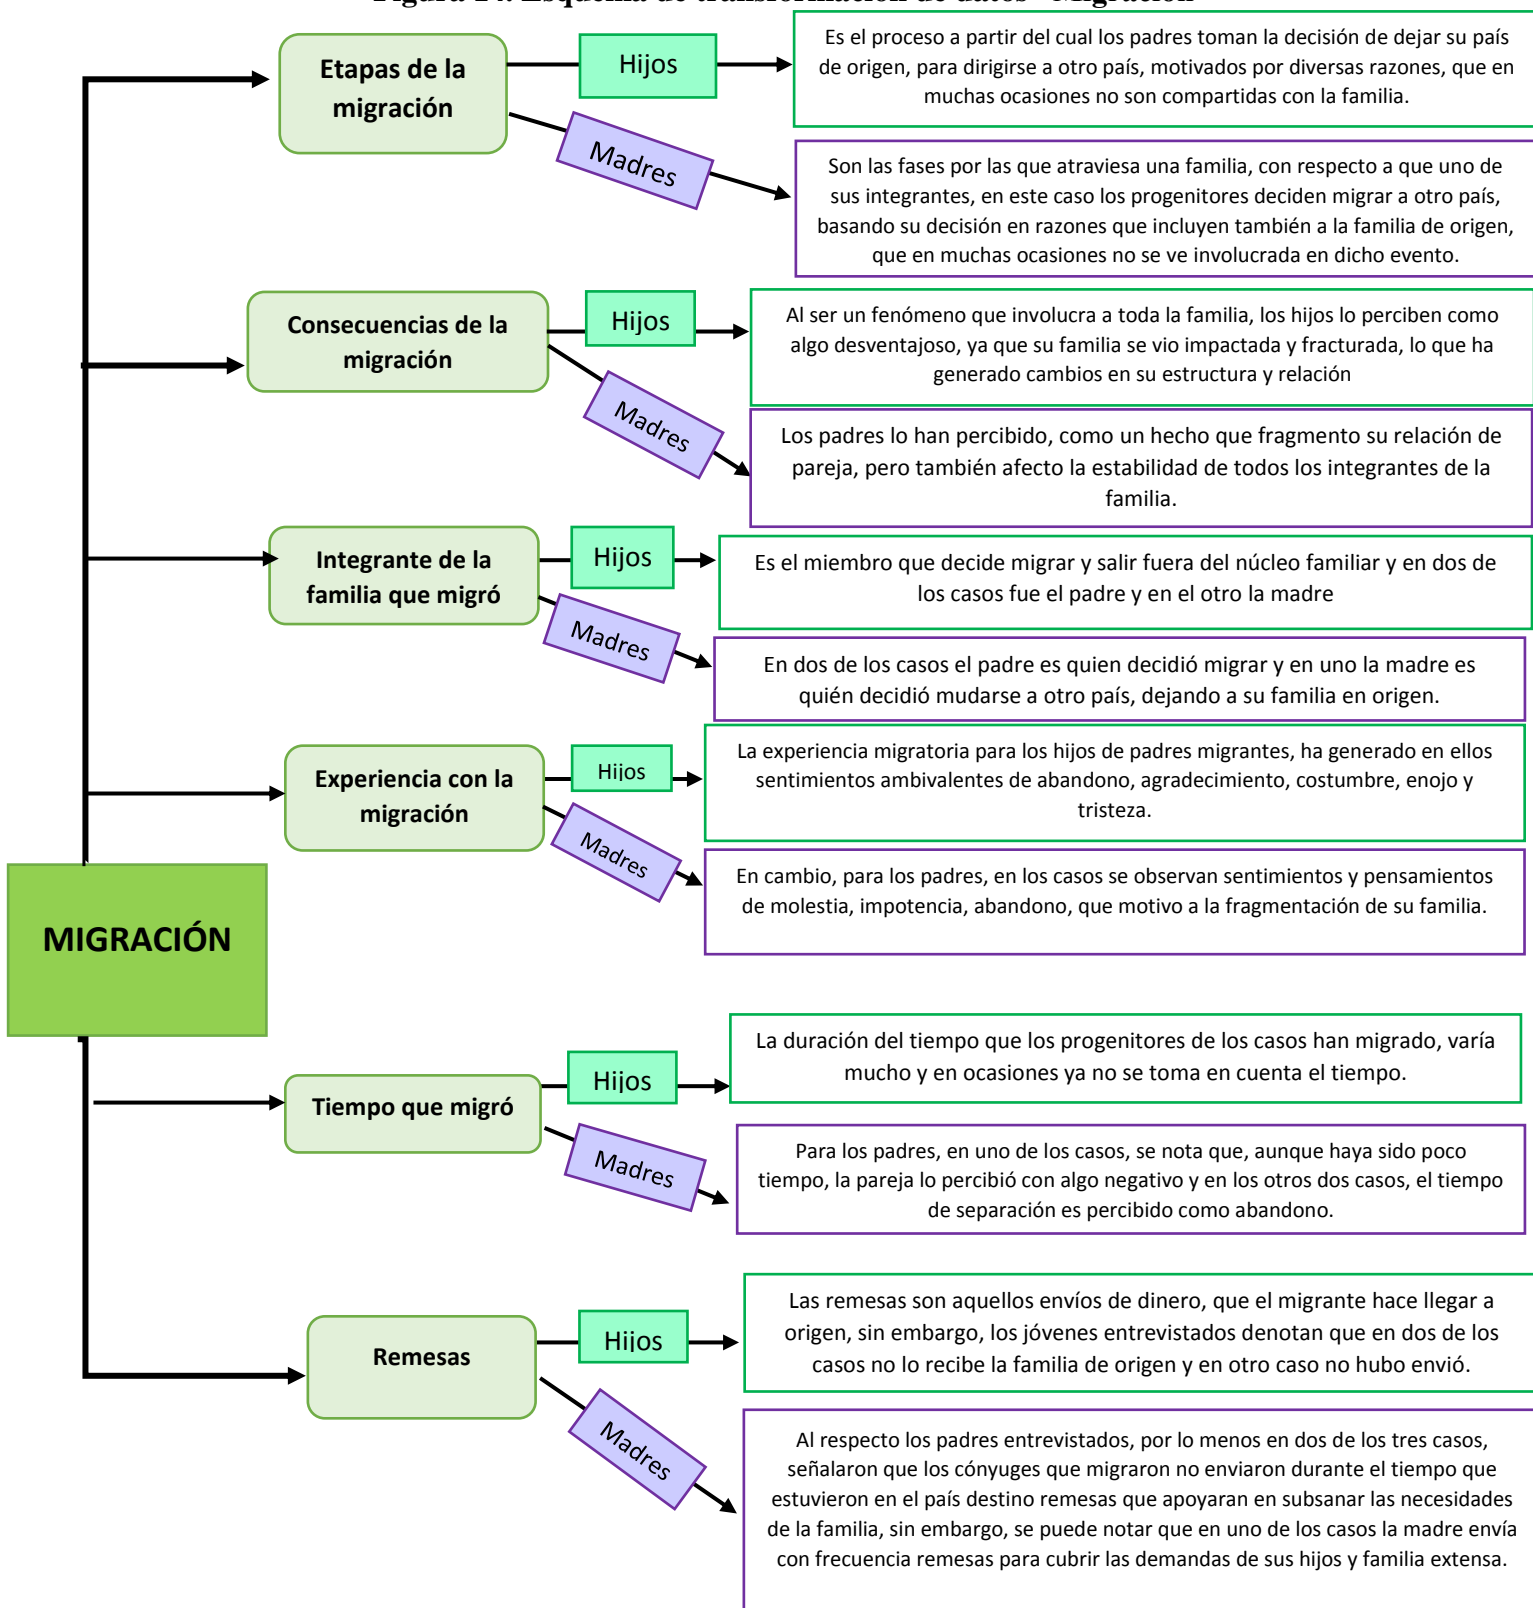 Figura 14. Esquema de transformación de datos "Migración"
Etapas de la
migración
Hijos
Es el proceso a partir del cual los padres toman la decisión de dejar su país
de origen, para dirigirse a otro país, motivados por diversas razones, que en
muchas ocasiones no son compartidas con la familia.
Madres
Son las fases por las que atraviesa una familia, con respecto a que uno de
sus integrantes, en este caso los progenitores deciden migrar a otro país,
basando su decisión en razones que incluyen también a la familia de origen,
que en muchas ocasiones no se ve involucrada en dicho evento.
Consecuencias de la
migración
Hijos
Al ser un fenómeno que involucra a toda la familia, los hijos lo perciben como
algo desventajoso, ya que su familia se vio impactada y fracturada, lo que ha
generado cambios en su estructura y relación
Madres
Los padres lo han percibido, como un hecho que fragmento su relación de
pareja, pero también afecto la estabilidad de todos los integrantes de la
familia.
Integrante de la
familia que migró
Hijos
Es el miembro que decide migrar y salir fuera del núcleo familiar y en dos de
los casos fue el padre y en el otro la madre
Madres
En dos de los casos el padre es quien decidió migrar y en uno la madre es
quién decidió mudarse a otro país, dejando a su familia en origen.
Experiencia con la
migración
Hijos
La experiencia migratoria para los hijos de padres migrantes, ha generado en ellos
sentimientos ambivalentes de abandono, agradecimiento, costumbre, enojo y
tristeza.
Madres
En cambio, para los padres, en los casos se observan sentimientos y pensamientos
de molestia, impotencia, abandono, que motivo a la fragmentación de su familia.
MIGRACIÓN
Tiempo que migró
Hijos
La duración del tiempo que los progenitores de los casos han migrado, varía
mucho y en ocasiones ya no se toma en cuenta el tiempo.
Madres
Para los padres, en uno de los casos, se nota que, aunque haya sido poco
tiempo, la pareja lo percibió con algo negativo y en los otros dos casos, el tiempo
de separación es percibido como abandono.
Remesas
Hijos
Las remesas son aquellos envíos de dinero, que el migrante hace llegar a
origen, sin embargo, los jóvenes entrevistados denotan que en dos de los
casos no lo recibe la familia de origen y en otro caso no hubo envió.
Madres
Al respecto los padres entrevistados, por lo menos en dos de los tres casos,
señalaron que los cónyuges que migraron no enviaron durante el tiempo que
estuvieron en el país destino remesas que apoyaran en subsanar las necesidades
de la familia, sin embargo, se puede notar que en uno de los casos la madre envía
con frecuencia remesas para cubrir las demandas de sus hijos y familia extensa.